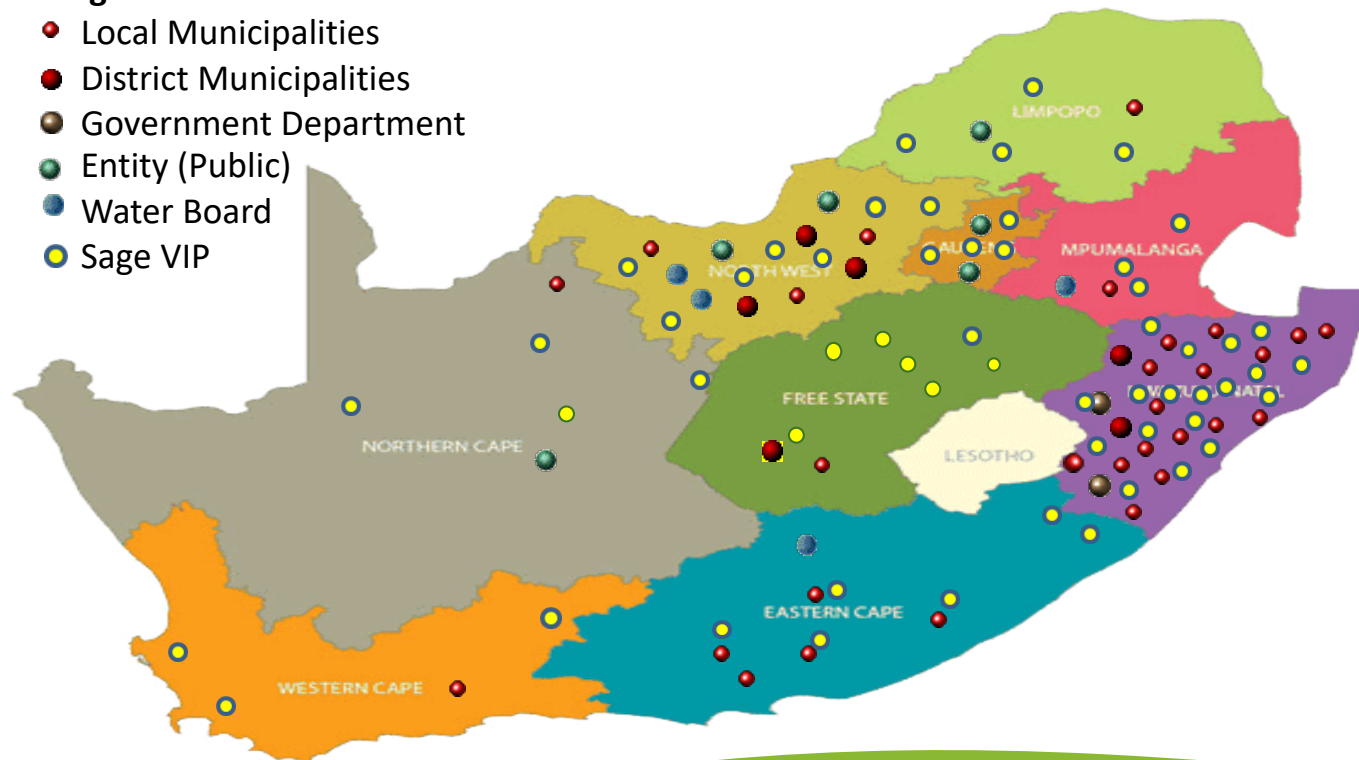 Local Municipalities
District Municipalities
Government Department
Entity (Public)
Water Board
Sage VIP
LIMPOPO
NORTH WEST
MPUMALANGA
FREE STATE
LESOTHO
NORTHERN CAPE
EASTERN CAPE
WESTERN CAPE